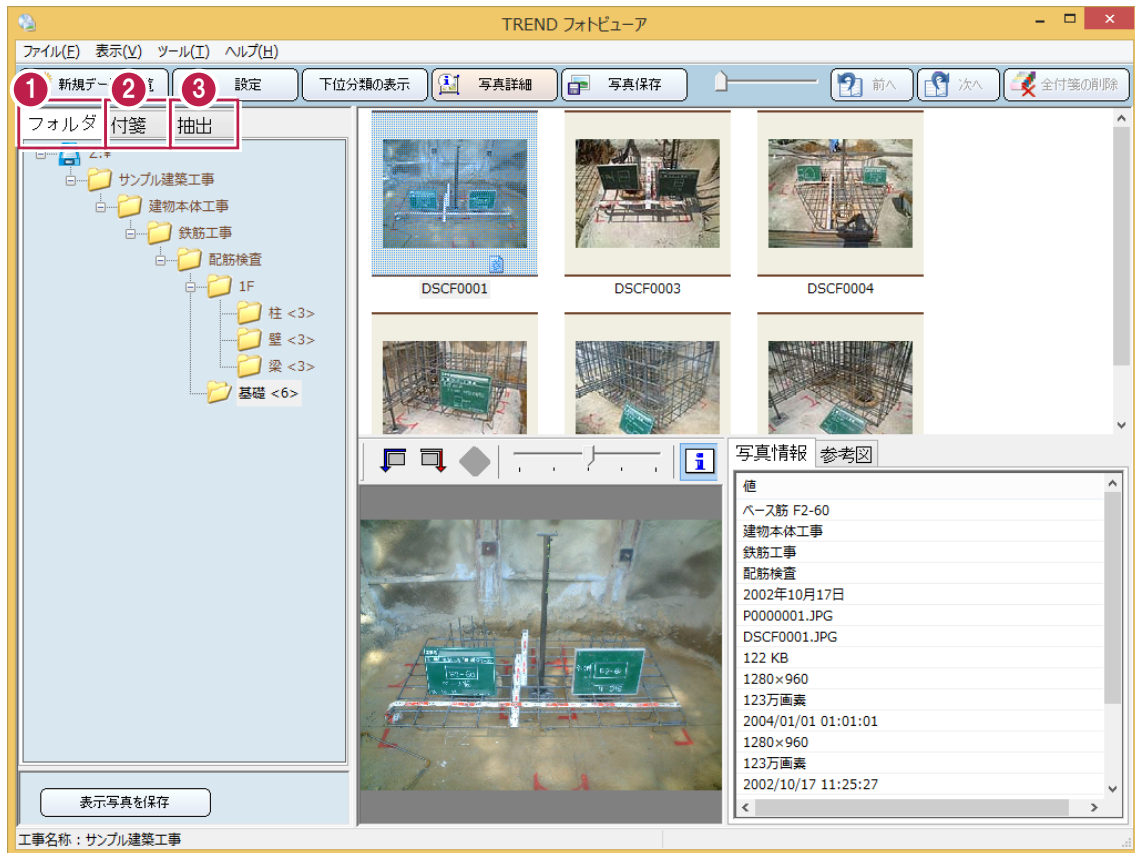 TREND フォトビューア
ファイル(F) 表示(V) ツール(T) ヘルプ(H)
新規デー 設定 下位分類の表示 写真詳細 写真保存 前へ 次へ 全付箋の削除
1 2 3
フォルダ 付箋 抽出
サンプル建築工事
建物本体工事
鉄筋工事
配筋検査
1F
柱 <3>
壁 <3>
梁 <3>
基礎 <6>
DSCF0001 DSCF0003 DSCF0004
写真情報 参考図
値
ベース筋 F2-60
建物本体工事
鉄筋工事
配筋検査
2002年10月17日
P0000001.JPG
DSCF0001.JPG
122 KB
1280×960
123万画素
2004/01/01 01:01:01
1280×960
123万画素
2002/10/17 11:25:27
F2-60
表示写真を保存
工事名称：サンプル建築工事